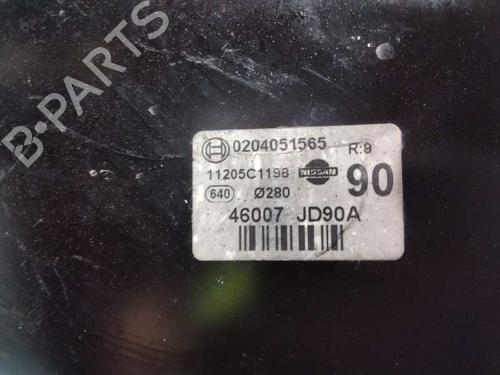 B-PARTS
0204051565 R:9
11205C1198 NISSAN 90
640 Ø280
46007 JD90A